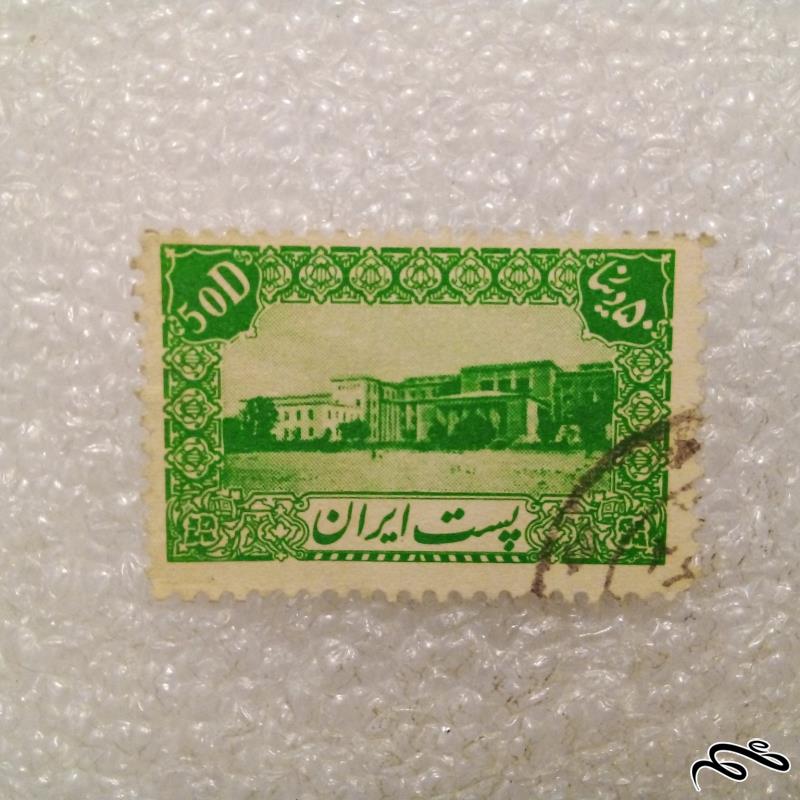 50D
۵۰ دینار
پست ایران